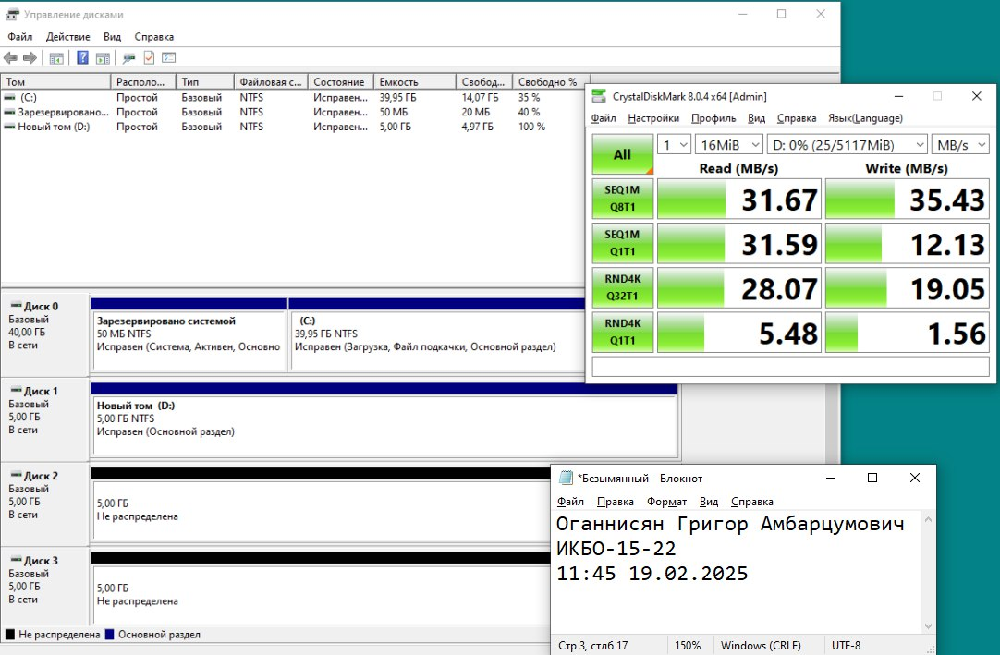 Управление дисками
Файл Действие Вид Справка
Том Располо... Тип Файловая с... Состояние Емкость Свобод... Свободно %
(C:) Простой Базовый NTFS Исправен... 39,95 ГБ 14,07 ГБ 35 %
Зарезервировано... Простой Базовый NTFS Исправен... 50 МБ 20 МБ 40 %
Новый том (D:) Простой Базовый NTFS Исправен... 5,00 ГБ 4,97 ГБ 100 %
CrystalDiskMark 8.0.4 x64 [Admin]
Файл Настройки Профиль Вид Справка Язык(Language)
All 1 16MiB D: 0% (25/5117MiB) MB/s
Read (MB/s) Write (MB/s)
SEQ1M
Q8T1
31.67 35.43
SEQ1M
Q1T1
31.59 12.13
RND4K
Q32T1
28.07 19.05
RND4K
Q1T1
5.48 1.56
Диск 0
Базовый
40,00 ГБ
В сети
Зарезервировано системой
50 МБ NTFS
Исправен (Система, Активен, Основно
(C:)
39,95 ГБ NTFS
Исправен (Загрузка, Файл подкачки, Основной раздел)
Диск 1
Базовый
5,00 ГБ
В сети
Новый том (D:)
5,00 ГБ NTFS
Исправен (Основной раздел)
Диск 2
Базовый
5,00 ГБ
В сети
5,00 ГБ
Не распределена
Диск 3
Базовый
5,00 ГБ
В сети
5,00 ГБ
Не распределена
Не распределена Основной раздел
*Безымянный – Блокнот
Файл Правка Формат Вид Справка
Оганнисян Григор Амбарцумович
ИКБО-15-22
11:45 19.02.2025
Стр 3, стлб 17 150% Windows (CRLF) UTF-8